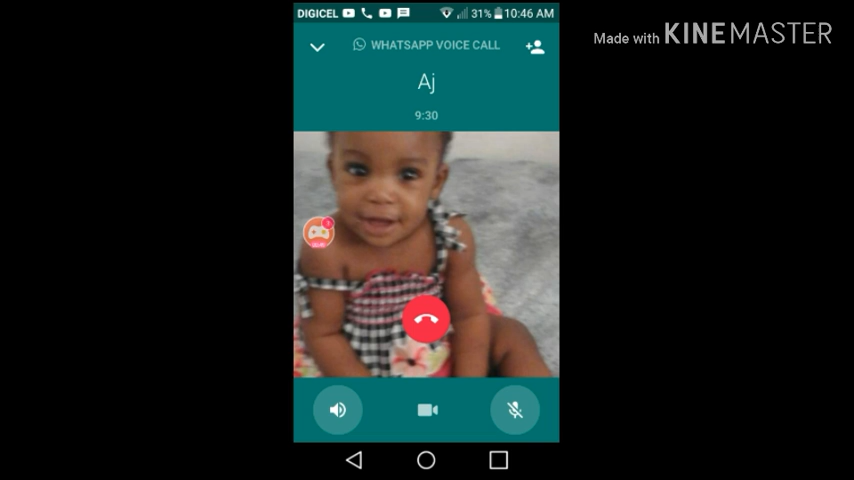 DIGICEL 31% 10:46 AM
Made with KINEMASTER
WHATSAPP VOICE CALL
Aj
9:30